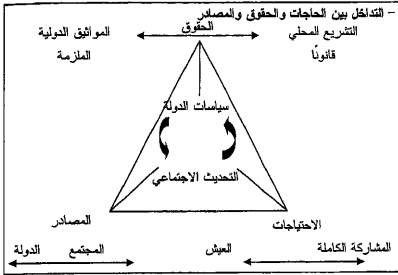 – التداخل بين الحاجات والحقوق والمصادر
التشريع المحلي الحقوق المواثيق الدولية
قانونًا الملزمة
سياسات الدولة
التحديث الاجتماعي
الاحتياجات المصادر
المشاركة الكاملة العيش المجتمع الدولة